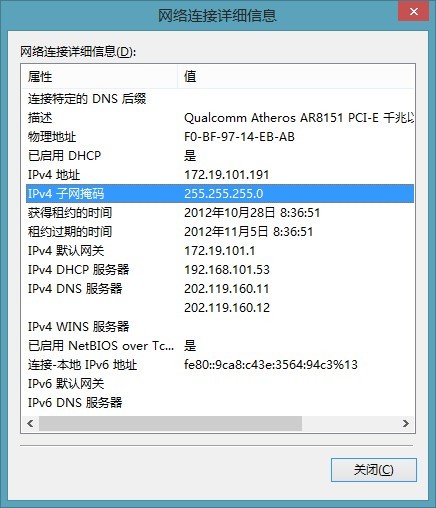 网络连接详细信息
网络连接详细信息(D):
属性 值
连接特定的 DNS 后缀
描述 Qualcomm Atheros AR8151 PCI-E 千兆以
物理地址 F0-BF-97-14-EB-AB
已启用 DHCP 是
IPv4 地址 172.19.101.191
IPv4 子网掩码 255.255.255.0
获得租约的时间 2012年10月28日 8:36:51
租约过期的时间 2012年11月5日 8:36:51
IPv4 默认网关 172.19.101.1
IPv4 DHCP 服务器 192.168.101.53
IPv4 DNS 服务器 202.119.160.11
202.119.160.12
IPv4 WINS 服务器
已启用 NetBIOS over Tc... 是
连接-本地 IPv6 地址 fe80::9ca8:c43e:3564:94c3%13
IPv6 默认网关
IPv6 DNS 服务器
关闭(C)